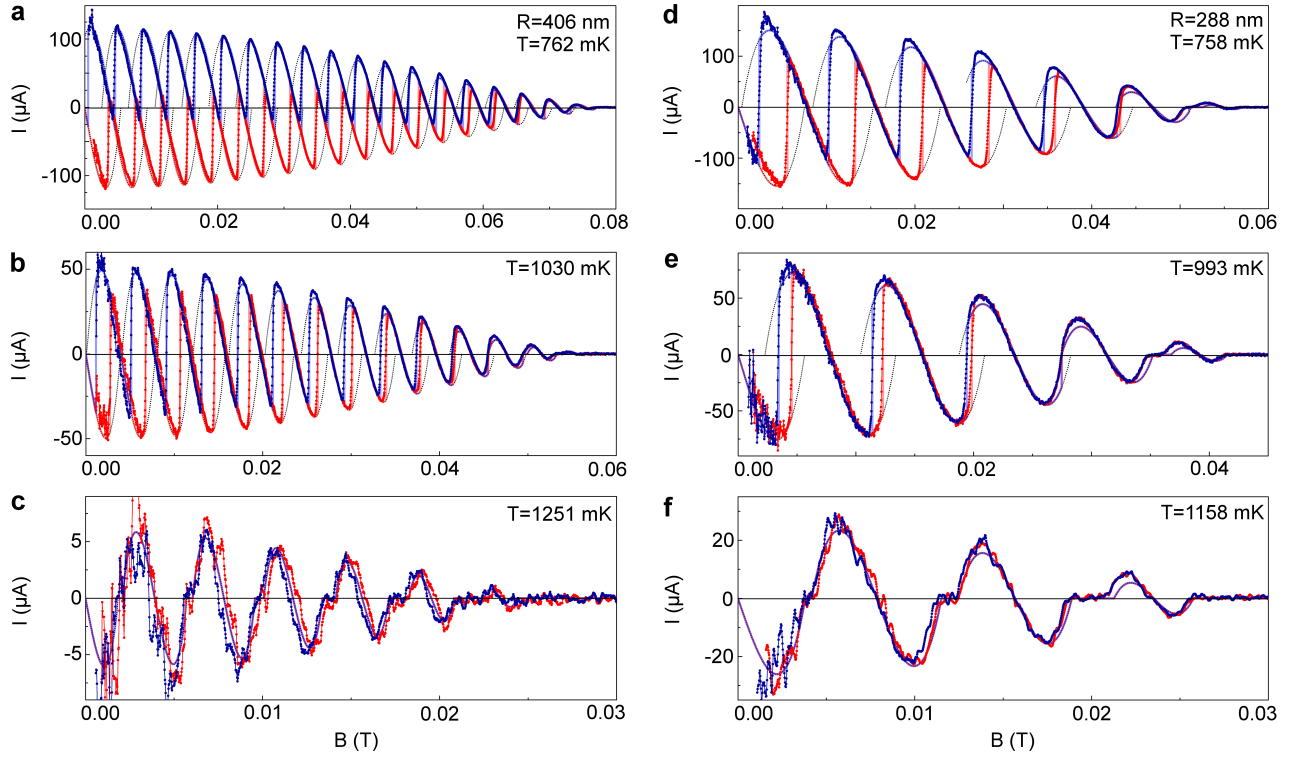 a
R=406 nm
T=762 mK
I (µA)
100
0
-100
0.00
0.02
0.04
0.06
0.08
b
T=1030 mK
I (µA)
50
0
-50
0.00
0.02
0.04
0.06
c
T=1251 mK
I (µA)
5
0
-5
0.00
0.01
0.02
0.03
B (T)
d
R=288 nm
T=758 mK
I (µA)
100
0
-100
0.00
0.02
0.04
0.06
e
T=993 mK
I (µA)
50
0
-50
0.00
0.02
0.04
f
T=1158 mK
I (µA)
20
0
-20
0.00
0.01
0.02
0.03
B (T)